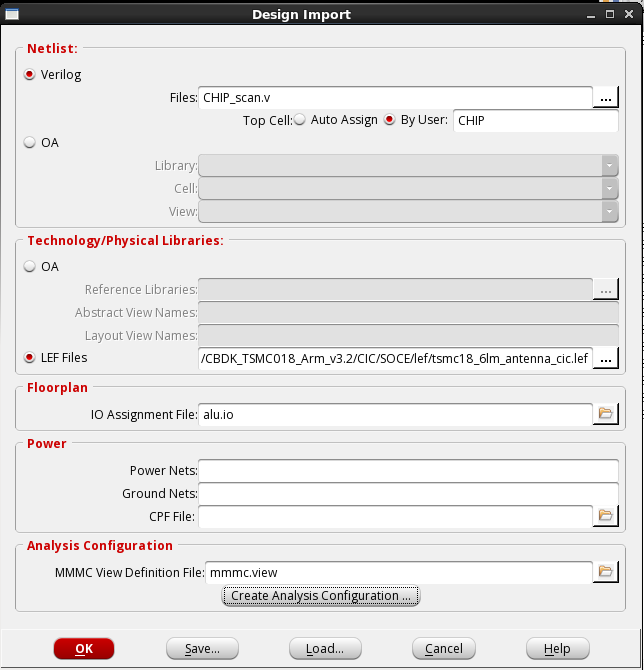 Design Import
Netlist:
Verilog
Files: CHIP_scan.v ...
Top Cell: Auto Assign By User: CHIP
OA
Library:
Cell:
View:
Technology/Physical Libraries:
OA
Reference Libraries: ...
Abstract View Names:
Layout View Names:
LEF Files /CBDK_TSMC018_Arm_v3.2/CIC/SOCE/lef/tsmc18_6lm_antenna_cic.lef ...
Floorplan
IO Assignment File: alu.io
Power
Power Nets:
Ground Nets:
CPF File:
Analysis Configuration
MMMC View Definition File: mmmc.view
Create Analysis Configuration ...
OK Save... Load... Cancel Help